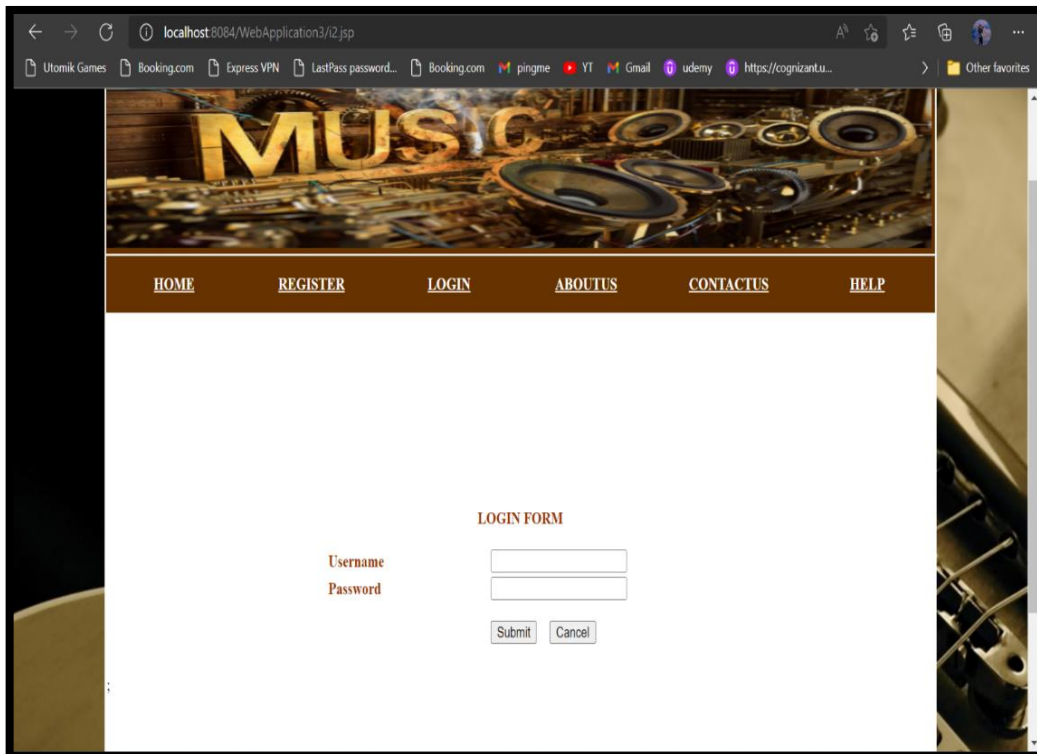 localhost:8084/WebApplication3/i2.jsp
Utomik Games Booking.com Express VPN LastPass password... Booking.com pingme YT Gmail udemy https://cognizant.u... Other favorites
MUSIC
HOME REGISTER LOGIN ABOUTUS CONTACTUS HELP
LOGIN FORM
Username
Password
Submit Cancel
;